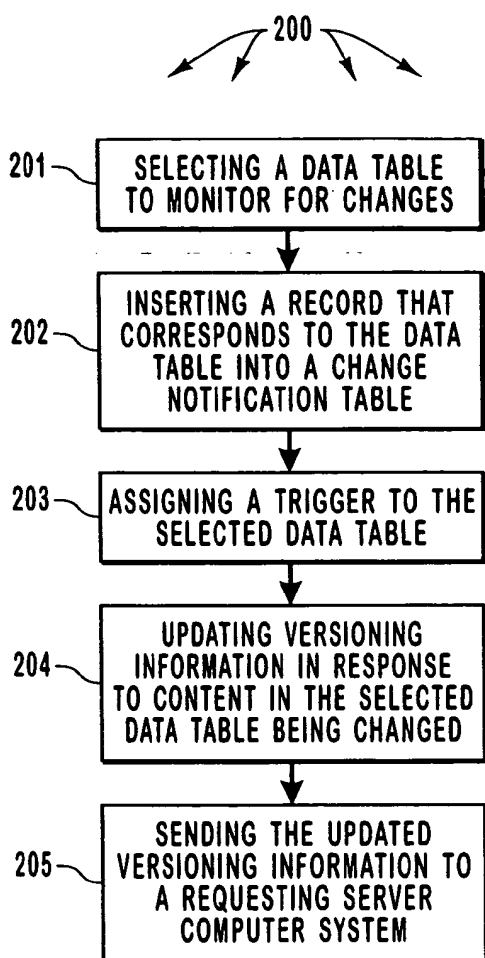 200
201
SELECTING A DATA TABLE
TO MONITOR FOR CHANGES
202
INSERTING A RECORD THAT
CORRESPONDS TO THE DATA
TABLE INTO A CHANGE
NOTIFICATION TABLE
203
ASSIGNING A TRIGGER TO THE
SELECTED DATA TABLE
204
UPDATING VERSIONING
INFORMATION IN RESPONSE
TO CONTENT IN THE SELECTED
DATA TABLE BEING CHANGED
205
SENDING THE UPDATED
VERSIONING INFORMATION TO
A REQUESTING SERVER
COMPUTER SYSTEM